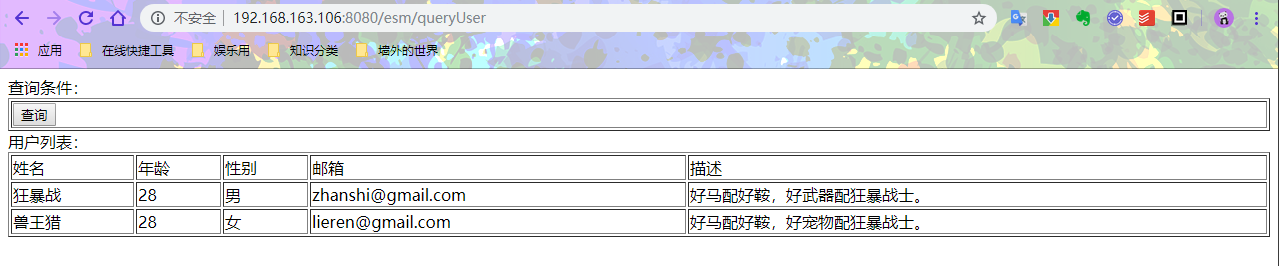 不安全 | 192.168.163.106:8080/esm/queryUser
应用 在线快捷工具 娱乐用 知识分类 墙外的世界
查询条件：
查询
用户列表：
姓名 年龄 性别 邮箱 描述
狂暴战 28 男 zhanshi@gmail.com 好马配好鞍，好武器配狂暴战士。
兽王猎 28 女 lieren@gmail.com 好马配好鞍，好宠物配狂暴战士。